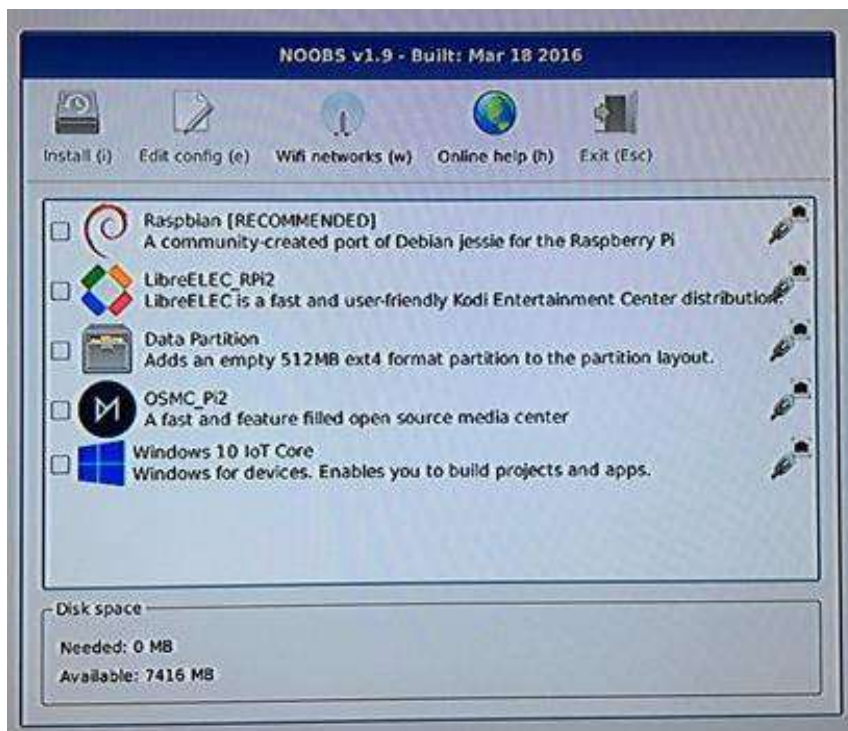 NOOBS v1.9 - Built: Mar 18 2016
Install (i) Edit config (e) Wifi networks (w) Online help (h) Exit (Esc)
Raspbian [RECOMMENDED]
A community-created port of Debian jessie for the Raspberry Pi
LibreELEC_RPi2
LibreELEC is a fast and user-friendly Kodi Entertainment Center distribution.
Data Partition
Adds an empty 512MB ext4 format partition to the partition layout.
OSMC_Pi2
A fast and feature filled open source media center
Windows 10 IoT Core
Windows for devices. Enables you to build projects and apps.
Disk space
Needed: 0 MB
Available: 7416 MB